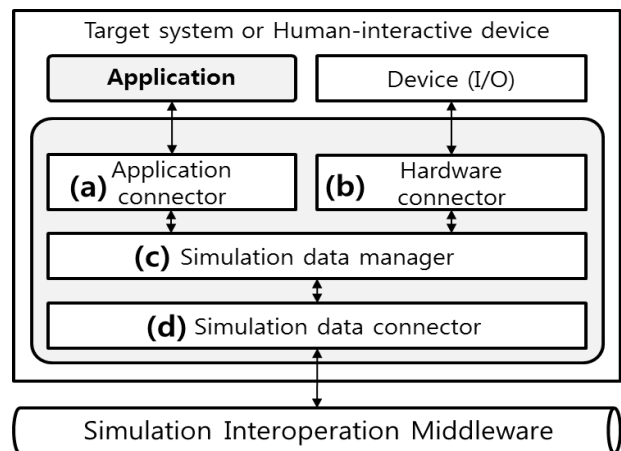 Target system or Human-interactive device
Application
Device (I/O)
(a) Application
connector
(b) Hardware
connector
(c) Simulation data manager
(d) Simulation data connector
Simulation Interoperation Middleware